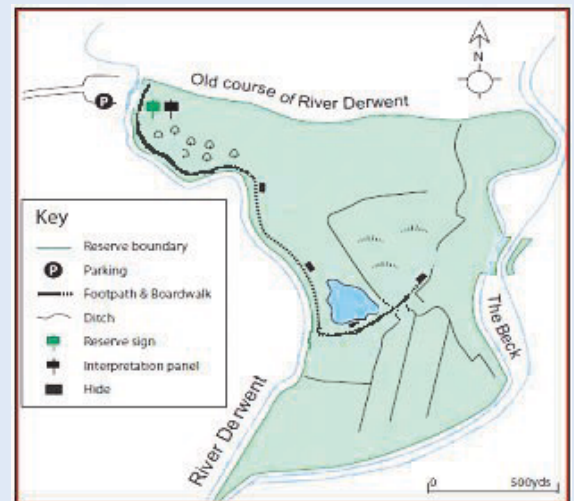 N
Old course of River Derwent
P
Key
Reserve boundary
P Parking
Footpath & Boardwalk
Ditch
Reserve sign
Interpretation panel
Hide
The Beck
River Derwent
0 500yds